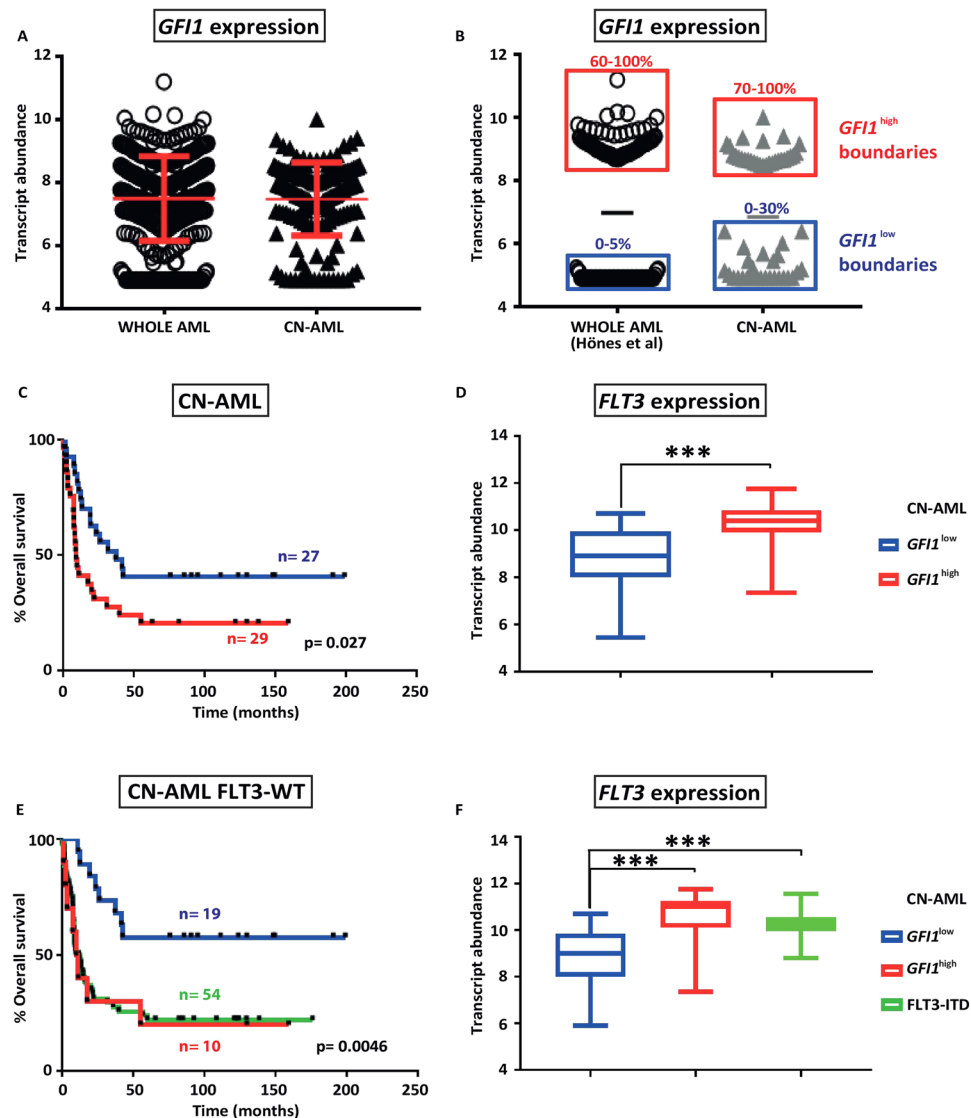 A
GFI1 expression
Transcript abundance
12
10
8
6
4
WHOLE AML
CN-AML
B
GFI1 expression
Transcript abundance
12
10
8
6
4
60-100%
70-100%
GFI1high
boundaries
0-5%
0-30%
GFI1low
boundaries
WHOLE AML
(Hönes et al)
CN-AML
C
CN-AML
% Overall survival
100
50
0
n= 27
n= 29
p= 0.027
0 50 100 150 200 250
Time (months)
D
FLT3 expression
Transcript abundance
14
12
10
8
6
4
***
CN-AML
GFI1low
GFI1high
E
CN-AML FLT3-WT
% Overall survival
100
50
0
n= 19
n= 54
n= 10
p= 0.0046
0 50 100 150 200 250
Time (months)
F
FLT3 expression
Transcript abundance
14
12
10
8
6
4
***
***
CN-AML
GFI1low
GFI1high
FLT3-ITD